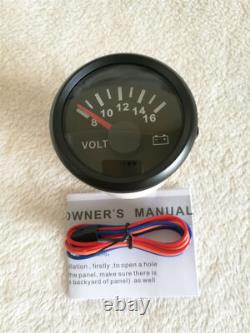 8 10 12 14 16
VOLT
OWNER'S MANUAL
llation , firstly ,to open a hole
the panel, make sure there is
backyard of panel) as well
ebay